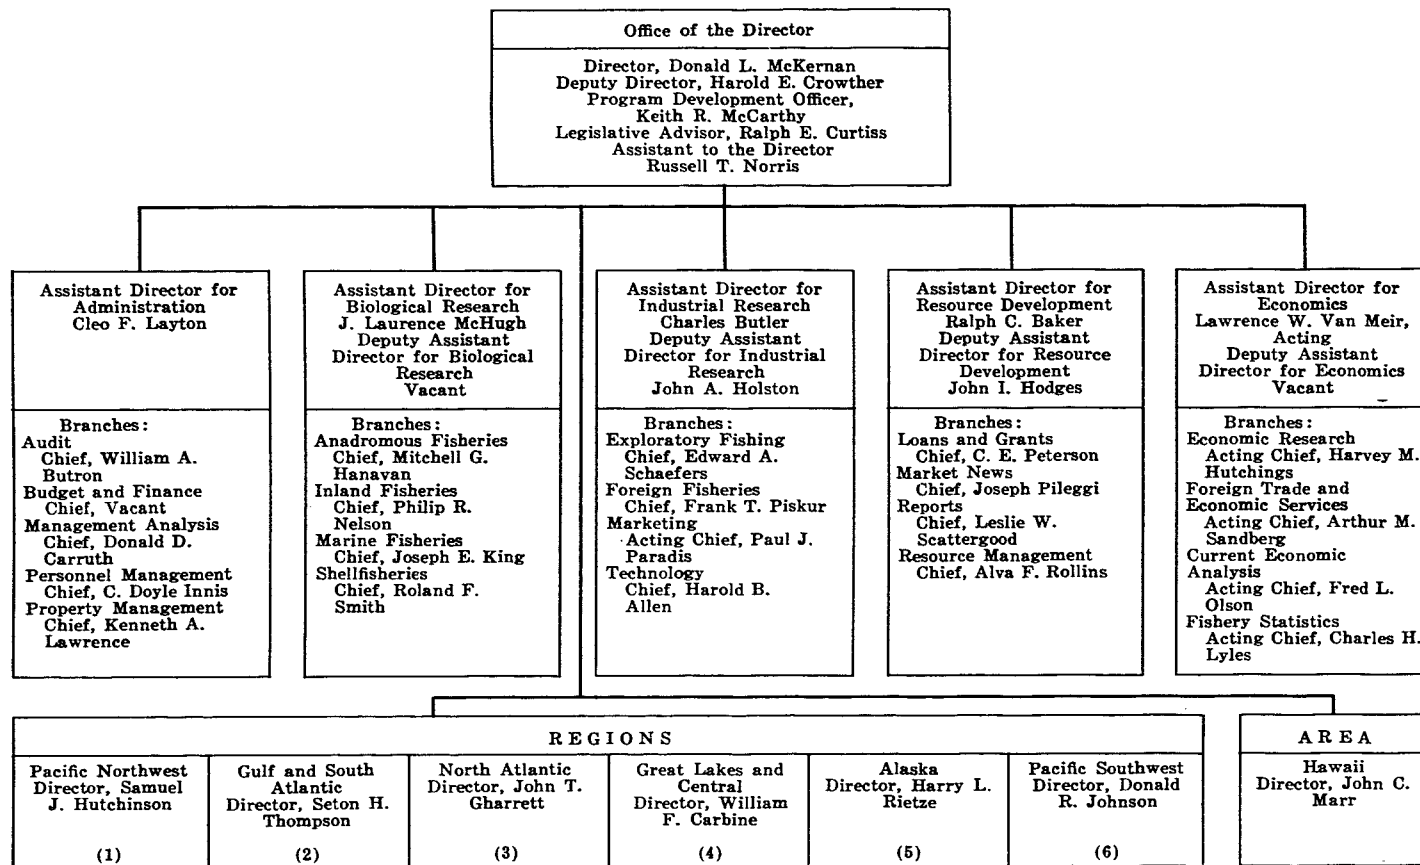 Office of the Director
Director, Donald L. McKernan
Deputy Director, Harold E. Crowther
Program Development Officer,
Keith R. McCarthy
Legislative Advisor, Ralph E. Curtiss
Assistant to the Director
Russell T. Norris
Assistant Director for
Administration
Cleo F. Layton
Branches:
Audit
Chief, William A.
Butron
Budget and Finance
Chief, Vacant
Management Analysis
Chief, Donald D.
Carruth
Personnel Management
Chief, C. Doyle Innis
Property Management
Chief, Kenneth A.
Lawrence
Assistant Director for
Biological Research
J. Laurence McHugh
Deputy Assistant
Director for Biological
Research
Vacant
Branches:
Anadromous Fisheries
Chief, Mitchell G.
Hanavan
Inland Fisheries
Chief, Philip R.
Nelson
Marine Fisheries
Chief, Joseph E. King
Shellfisheries
Chief, Roland F.
Smith
Assistant Director for
Industrial Research
Charles Butler
Deputy Assistant
Director for Industrial
Research
John A. Holston
Branches:
Exploratory Fishing
Chief, Edward A.
Schaefers
Foreign Fisheries
Chief, Frank T. Piskur
Marketing
Acting Chief, Paul J.
Paradis
Technology
Chief, Harold B.
Allen
Assistant Director for
Resource Development
Ralph C. Baker
Deputy Assistant
Director for Resource
Development
John I. Hodges
Branches:
Loans and Grants
Chief, C. E. Peterson
Market News
Chief, Joseph Pileggi
Reports
Chief, Leslie W.
Scattergood
Resource Management
Chief, Alva F. Rollins
Assistant Director for
Economics
Lawrence W. Van Meir,
Acting
Deputy Assistant
Director for Economics
Vacant
Branches:
Economic Research
Acting Chief, Harvey M.
Hutchings
Foreign Trade and
Economic Services
Acting Chief, Arthur M.
Sandberg
Current Economic
Analysis
Acting Chief, Fred L.
Olson
Fishery Statistics
Acting Chief, Charles H.
Lyles
REGIONS
Pacific Northwest
Director, Samuel
J. Hutchinson
(1)
Gulf and South
Atlantic
Director, Seton H.
Thompson
(2)
North Atlantic
Director, John T.
Gharrett
(3)
Great Lakes and
Central
Director, William
F. Carbine
(4)
Alaska
Director, Harry L.
Rietze
(5)
Pacific Southwest
Director, Donald
R. Johnson
(6)
AREA
Hawaii
Director, John C.
Marr